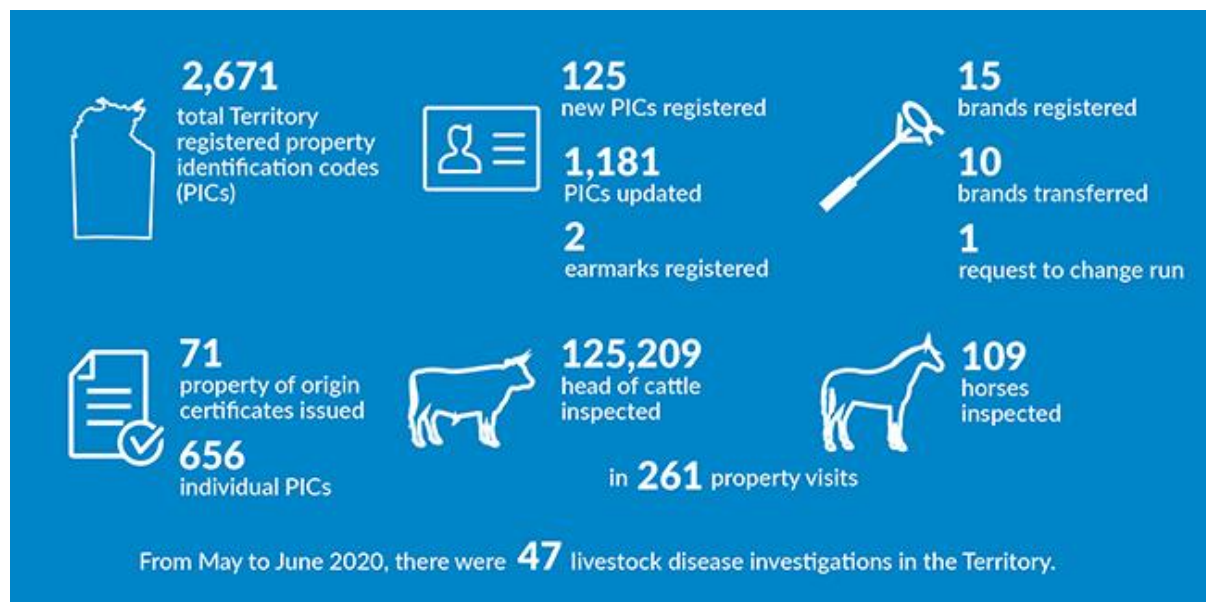 2,671
total Territory
registered property
identification codes
(PICs)
125
new PICs registered
1,181
PICs updated
2
earmarks registered
15
brands registered
10
brands transferred
1
request to change run
71
property of origin
certificates issued
656
individual PICs
125,209
head of cattle
inspected
109
horses
inspected
in 261 property visits
From May to June 2020, there were 47 livestock disease investigations in the Territory.